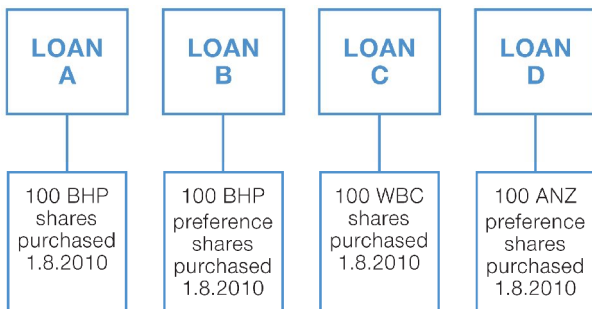 LOAN
A
LOAN
B
LOAN
C
LOAN
D
100 BHP
shares
purchased
1.8.2010
100 BHP
preference
shares
purchased
1.8.2010
100 WBC
shares
purchased
1.8.2010
100 ANZ
preference
shares
purchased
1.8.2010